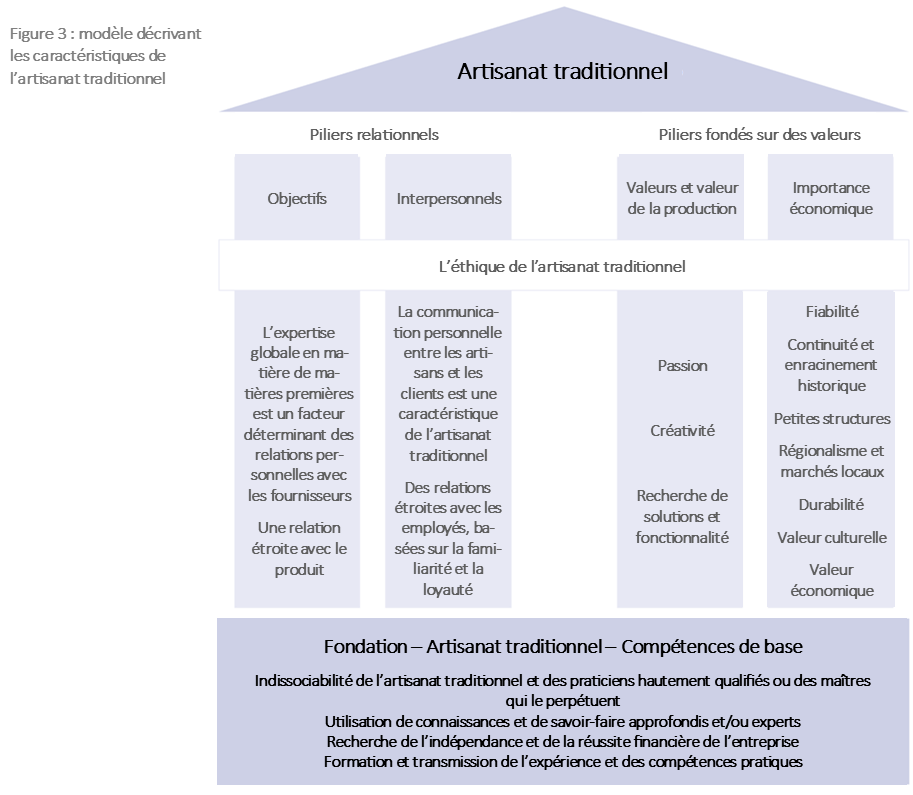 Figure 3 : modèle décrivant
les caractéristiques de
l'artisanat traditionnel
Artisanat traditionnel
Piliers relationnels
Piliers fondés sur des valeurs
Objectifs
Interpersonnels
Valeurs et valeur
de la production
Importance
économique
L'éthique de l'artisanat traditionnel
L'expertise
globale en ma-
tière de ma-
tières premières
est un facteur
déterminant des
relations per-
sonnelles avec
les fournisseurs
Une relation
étroite avec le
produit
La communica-
tion personnelle
entre les arti-
sans et les
clients est une
caractéristique
de l'artisanat
traditionnel
Des relations
étroites avec les
employés, ba-
sées sur la fami-
liarité et la
loyauté
Passion
Créativité
Recherche de
solutions et
fonctionnalité
Fiabilité
Continuité et
enracinement
historique
Petites structures
Régionalisme et
marchés locaux
Durabilité
Valeur culturelle
Valeur
économique
Fondation – Artisanat traditionnel – Compétences de base
Indissociabilité de l'artisanat traditionnel et des praticiens hautement qualifiés ou des maîtres
qui le perpétuent
Utilisation de connaissances et de savoir-faire approfondis et/ou experts
Recherche de l'indépendance et de la réussite financière de l'entreprise
Formation et transmission de l'expérience et des compétences pratiques